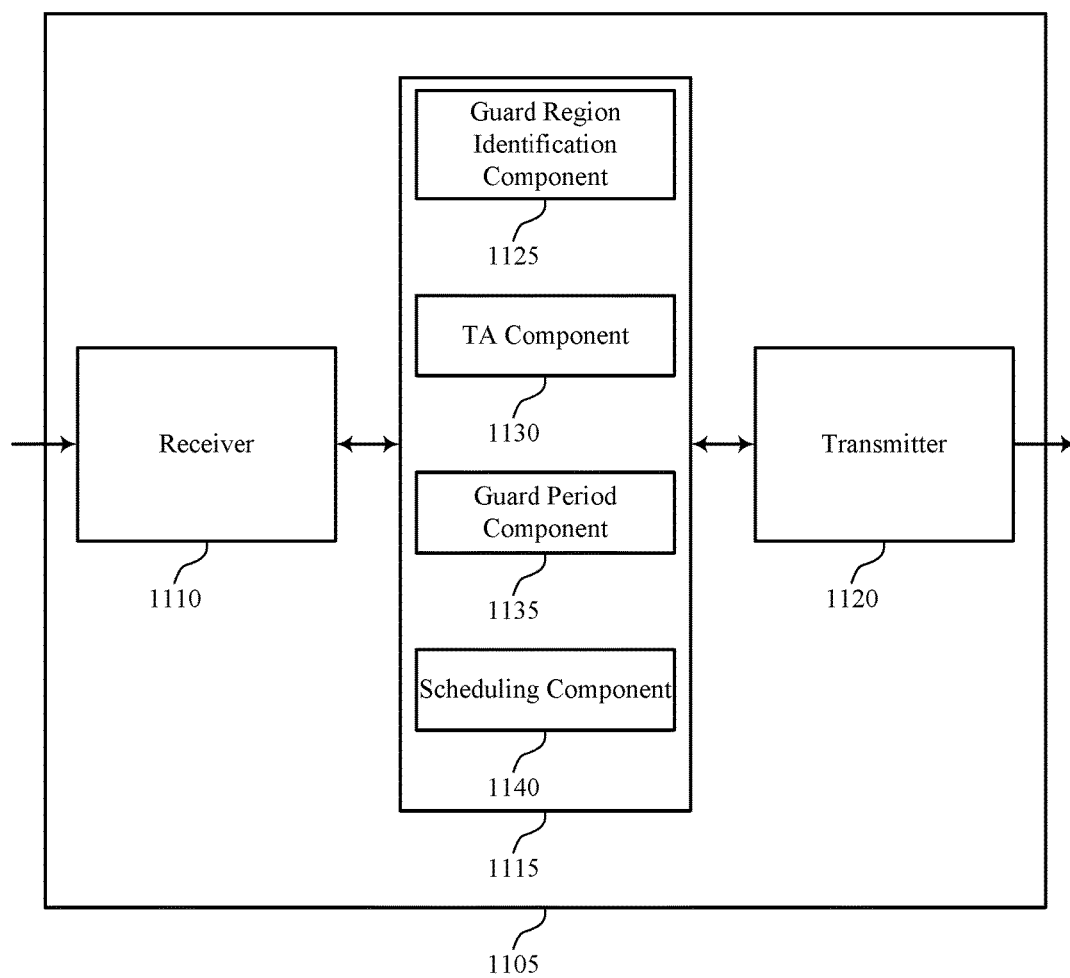 Guard Region
Identification
Component
1125
TA Component
1130
Receiver
1110
Transmitter
1120
Guard Period
Component
1135
Scheduling Component
1140
1115
1105